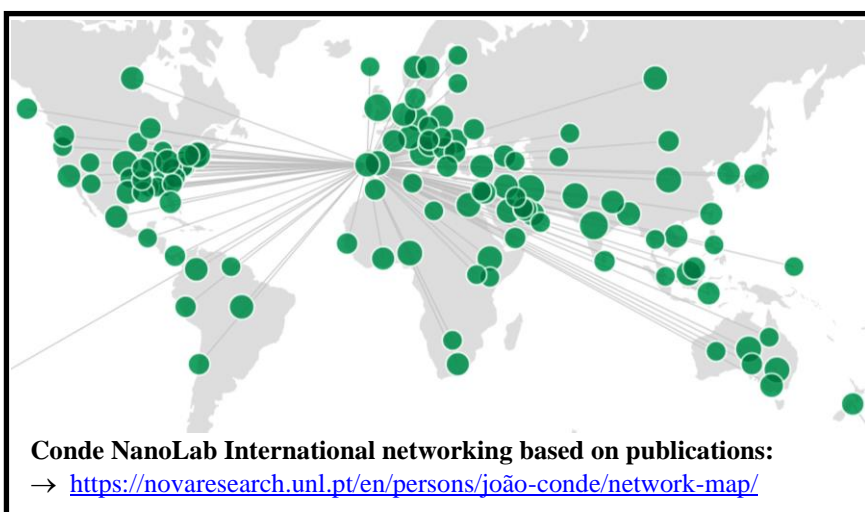 Conde NanoLab International networking based on publications:
→ https://novaresearch.unl.pt/en/persons/joão-conde/network-map/